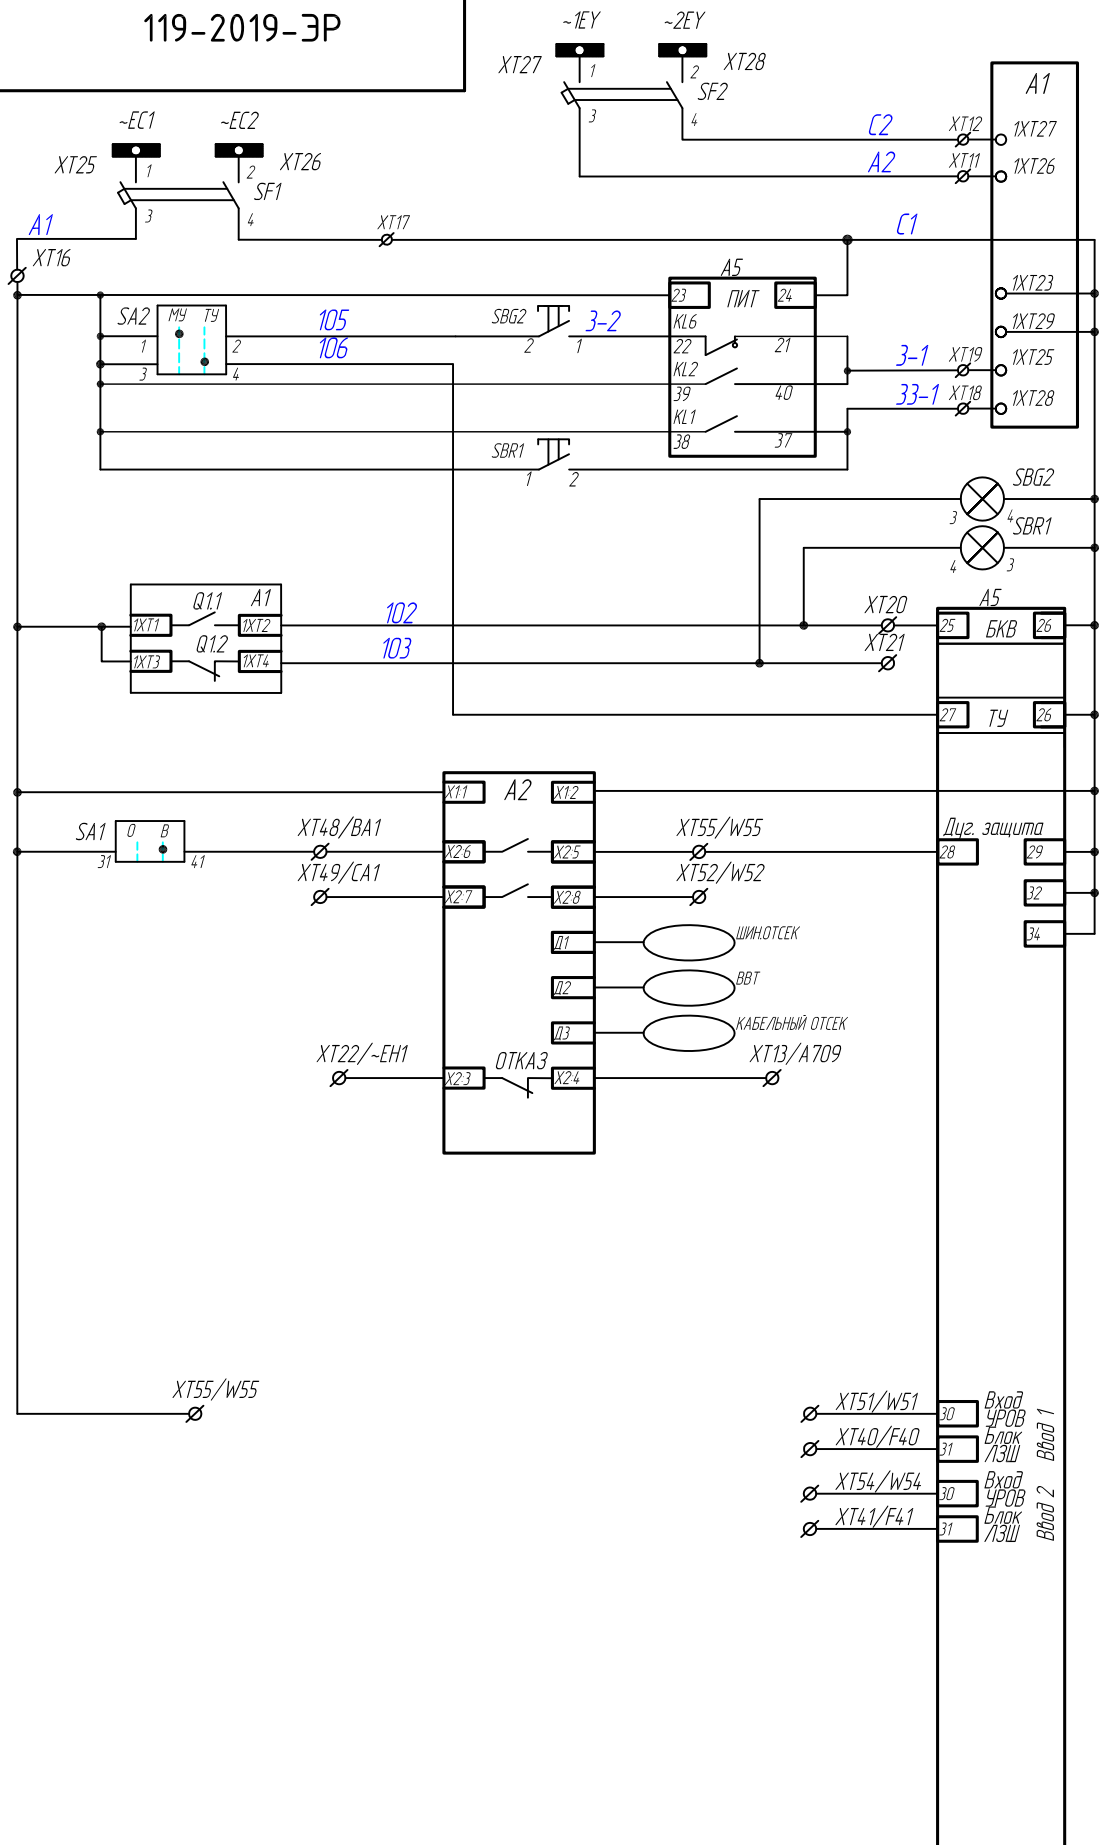 119-2019-ЭР
~1EY
~2EY
XT27
1
2
XT28
SF2
3
4
A1
C2
XT12
1XT27
A2
XT11
1XT26
~EC1
~EC2
XT25
1
2
XT26
SF1
3
4
A1
XT17
C1
XT16
A5
23
ПИТ
24
1XT23
SA2
МУ
ТУ
105
SBG2
3-2
KL6
1XT29
1
2
106
2
1
22
21
3-1
XT19
1XT25
3
4
KL2
39
40
33-1
XT18
1XT28
KL1
38
37
SBR1
1
2
SBG2
3
4
SBR1
4
3
Q1.1
A1
A5
1XT1
1XT2
102
XT20
25
БКВ
26
Q1.2
1XT3
1XT4
103
XT21
27
ТУ
26
X1:1
A2
X1:2
SA1
О
В
XT48/BA1
XT55/W55
Дуг. защита
31
41
X2:6
X2:5
28
29
XT49/CA1
XT52/W52
X2:7
X2:8
32
Д1
ШИН.ОТСЕК
34
Д2
ВВТ
Д3
КАБЕЛЬНЫЙ ОТСЕК
XT22/~EH1
ОТКАЗ
XT13/A709
X2:3
X2:4
XT55/W55
XT51/W51
30
Вход
УРОВ
XT40/F40
31
Блок
ЛЗШ
Ввод 1
XT54/W54
30
Вход
УРОВ
XT41/F41
31
Блок
ЛЗШ
Ввод 2